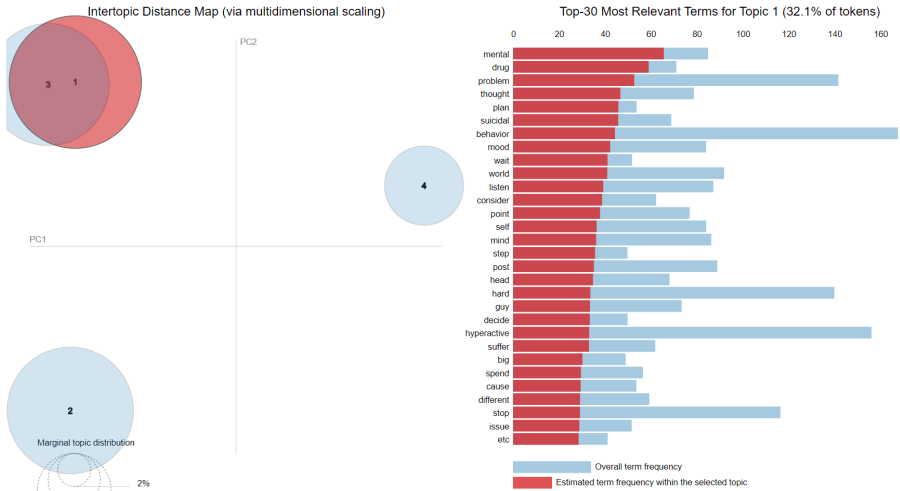 Intertopic Distance Map (via multidimensional scaling)
PC2
PC1
3
1
4
2
Marginal topic distribution
2%
Top-30 Most Relevant Terms for Topic 1 (32.1% of tokens)
0 20 40 60 80 100 120 140 160
mental
drug
problem
thought
plan
suicidal
behavior
mood
wait
world
listen
consider
point
self
mind
step
post
head
hard
guy
decide
hyperactive
suffer
big
spend
cause
different
stop
issue
etc
Overall term frequency
Estimated term frequency within the selected topic